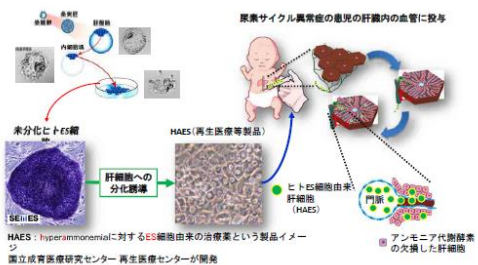 尿素サイクル異常症の患児の肝臓内の血管に投与
胚盤胞
内細胞塊
未分化ヒトES細
HAES（再生医療等製品）
肝細胞への
分化誘導
SEES
ヒトES細胞由来
肝細胞
（HAES）
門脈
アンモニア代謝酵素
の欠損した肝細胞
HAES：hyperammonemiaに対するES細胞由来の治療薬という製品イメー
ジ
国立成育医療研究センター 再生医療センターが開発